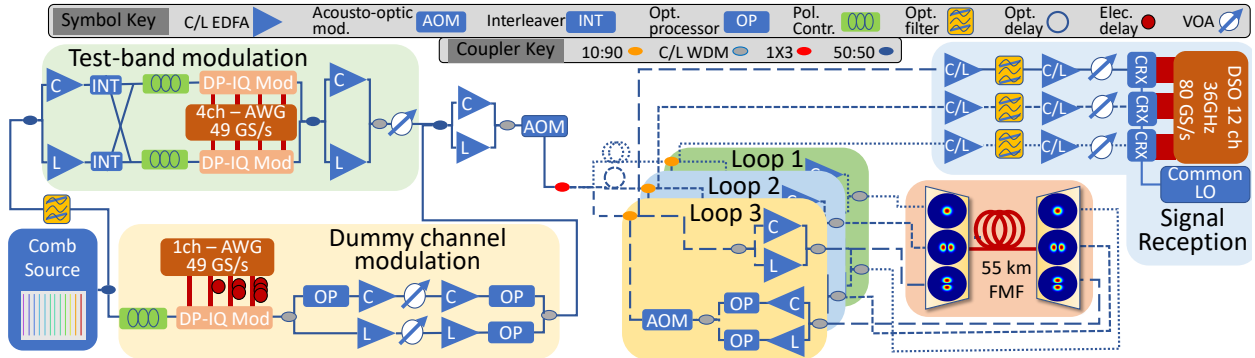 Symbol Key
C/L EDFA
Acousto-optic
mod.
AOM
Interleaver
INT
Opt.
processor
OP
Pol.
Contr.
Opt.
filter
Opt.
delay
Elec.
delay
VOA
Coupler Key
10:90
C/L WDM
1X3
50:50
Test-band modulation
C
INT
DP-IQ Mod
4ch – AWG
49 GS/s
L
INT
DP-IQ Mod
C
L
C
L
AOM
Comb
Source
Dummy channel
modulation
1ch – AWG
49 GS/s
DP-IQ Mod
OP
C
C
OP
OP
L
L
OP
Loop 1
C
Loop 2
Loop 3
C
L
AOM
OP
C
OP
L
55 km
FMF
C/L
C/L
CRX
C/L
C/L
CRX
C/L
C/L
CRX
DSO 12 ch
36GHz
80 GS/s
Common
LO
Signal
Reception